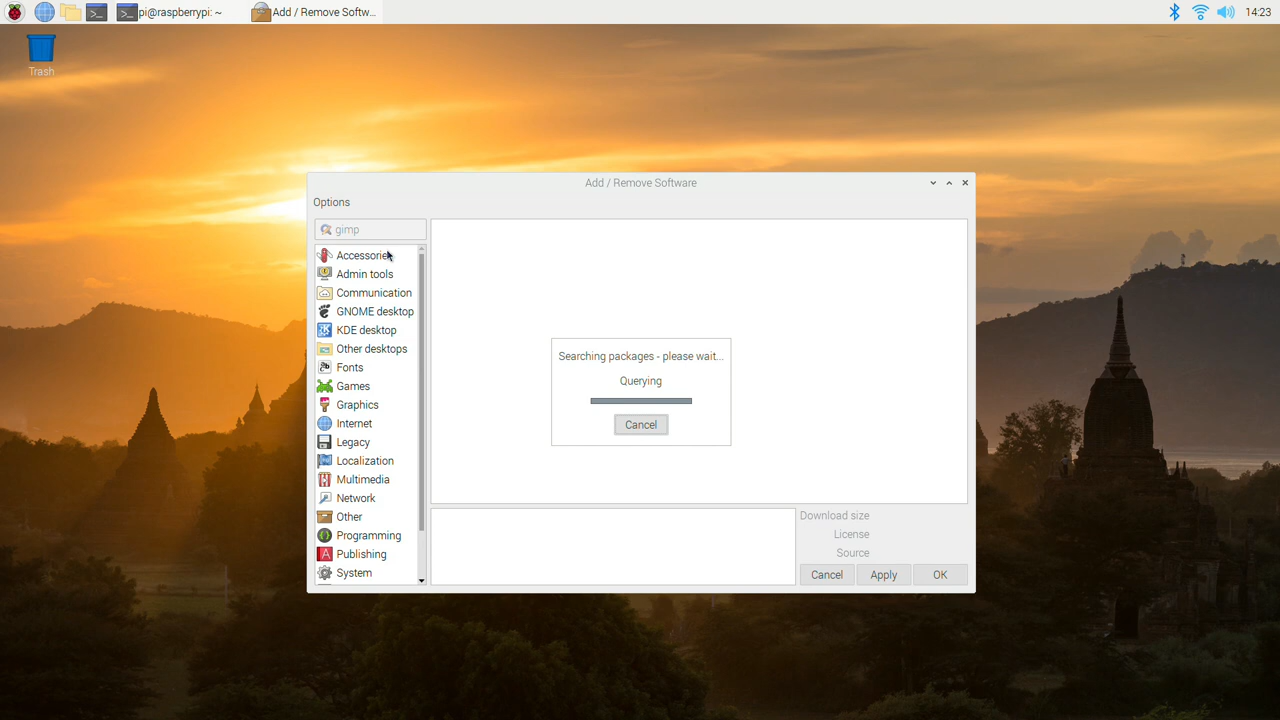 pi@raspberrypi: ~
Add / Remove Softw...
14:23
Trash
Add / Remove Software
Options
gimp
Accessories
Admin tools
Communication
GNOME desktop
KDE desktop
Other desktops
Fonts
Games
Graphics
Internet
Legacy
Localization
Multimedia
Network
Other
Programming
Publishing
System
Searching packages - please wait...
Querying
Cancel
Download size
License
Source
Cancel
Apply
OK